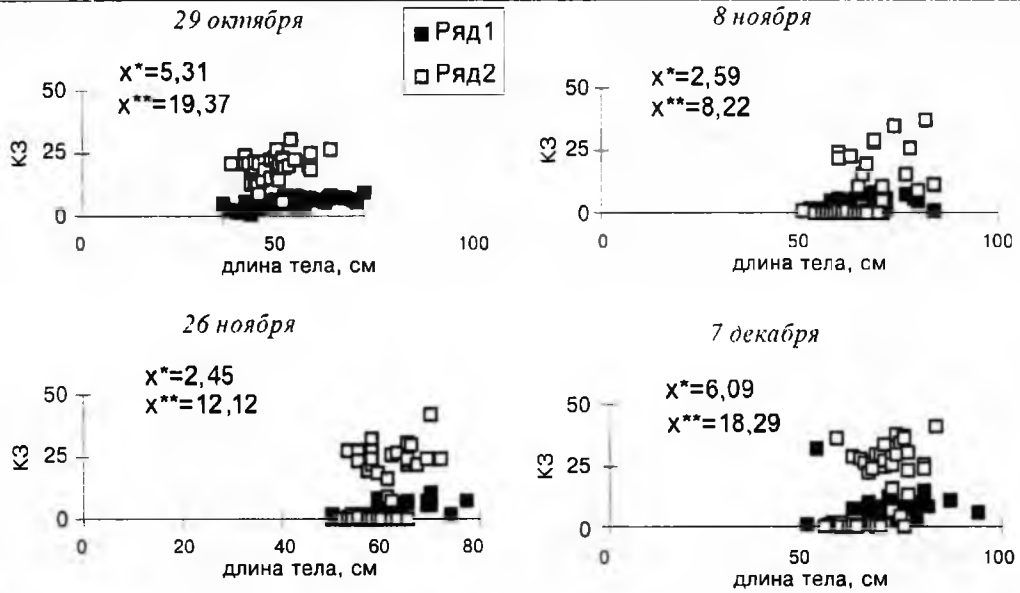 29 октября
Ряд1
Ряд2
x*=5,31
x**=19,37
КЗ
50
25
0
0
50
100
длина тела, см
8 ноября
x*=2,59
x**=8,22
КЗ
50
25
0
0
50
100
длина тела, см
26 ноября
x*=2,45
x**=12,12
КЗ
50
25
0
0
20
40
60
80
длина тела, см
7 декабря
x*=6,09
x**=18,29
КЗ
50
25
0
0
50
100
длина тела, см